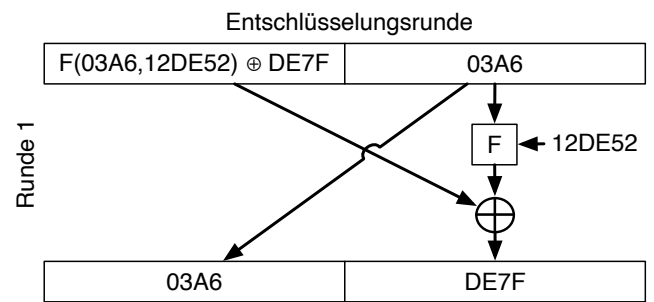 Entschlüsselungsrunde
F(03A6,12DE52) ⊕ DE7F 03A6
Runde 1
F 12DE52
03A6 DE7F